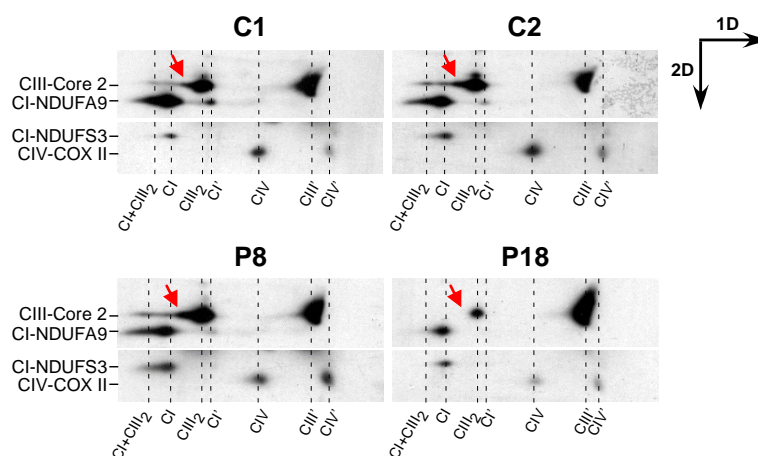 C1
C2
1D
2D
CIII-Core 2
CI-NDUFA9
CI-NDUFS3
CIV-COX II
CI+CIII₂
CI
CIII₂
CI'
CIV
CIII'
CIV'
CI+CIII₂
CI
CIII₂
CI'
CIV
CIII'
CIV'
P8
P18
CIII-Core 2
CI-NDUFA9
CI-NDUFS3
CIV-COX II
CI+CIII₂
CI
CIII₂
CI'
CIV
CIII'
CIV'
CI+CIII₂
CI
CIII₂
CI'
CIV
CIII'
CIV'